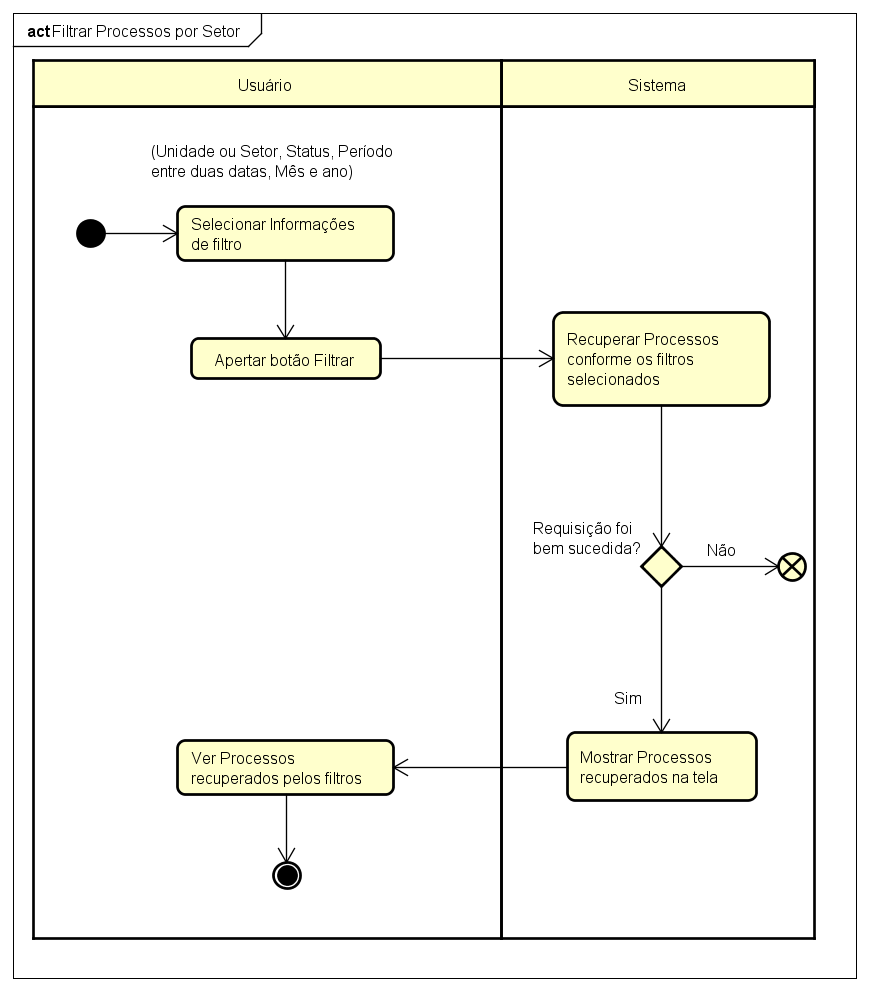 act Filtrar Processos por Setor
Usuário
Sistema
(Unidade ou Setor, Status, Período
entre duas datas, Mês e ano)
Selecionar Informações
de filtro
Apertar botão Filtrar
Recuperar Processos
conforme os filtros
selecionados
Requisição foi
bem sucedida?
Não
Sim
Mostrar Processos
recuperados na tela
Ver Processos
recuperados pelos filtros